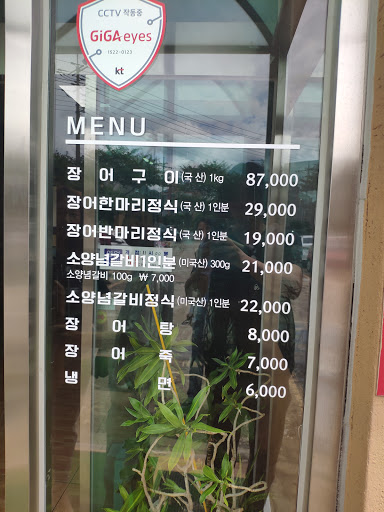 CCTV 작동중
GiGA eyes
1522-0123
kt
MENU
장 어 구 이 (국 산) 1kg 87,000
장어한마리정식 (국 산) 1인분 29,000
장어반마리정식 (국 산) 1인분 19,000
소양념갈비1인분 (미국산) 300g 21,000
소양념갈비 100g ₩ 7,000
소양념갈비정식 (미국산) 1인분 22,000
장 어 탕 8,000
장 어 죽 7,000
냉 면 6,000